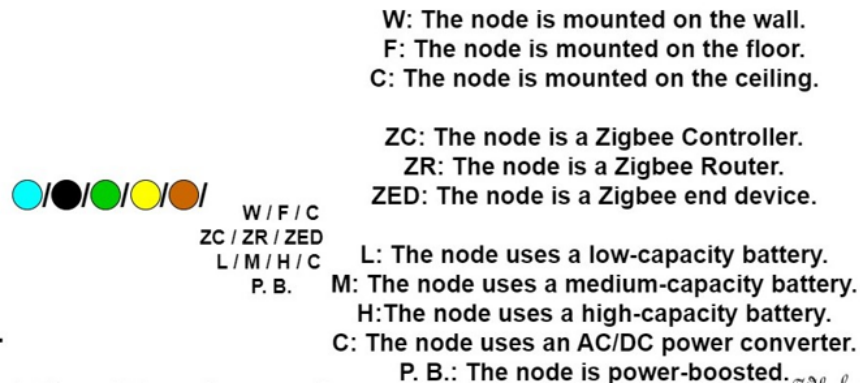 W: The node is mounted on the wall.
F: The node is mounted on the floor.
C: The node is mounted on the ceiling.
ZC: The node is a Zigbee Controller.
ZR: The node is a Zigbee Router.
ZED: The node is a Zigbee end device.
/ / / / /
W / F / C
ZC / ZR / ZED
L / M / H / C
P. B.
L: The node uses a low-capacity battery.
M: The node uses a medium-capacity battery.
H:The node uses a high-capacity battery.
C: The node uses an AC/DC power converter.
P. B.: The node is power-boosted.